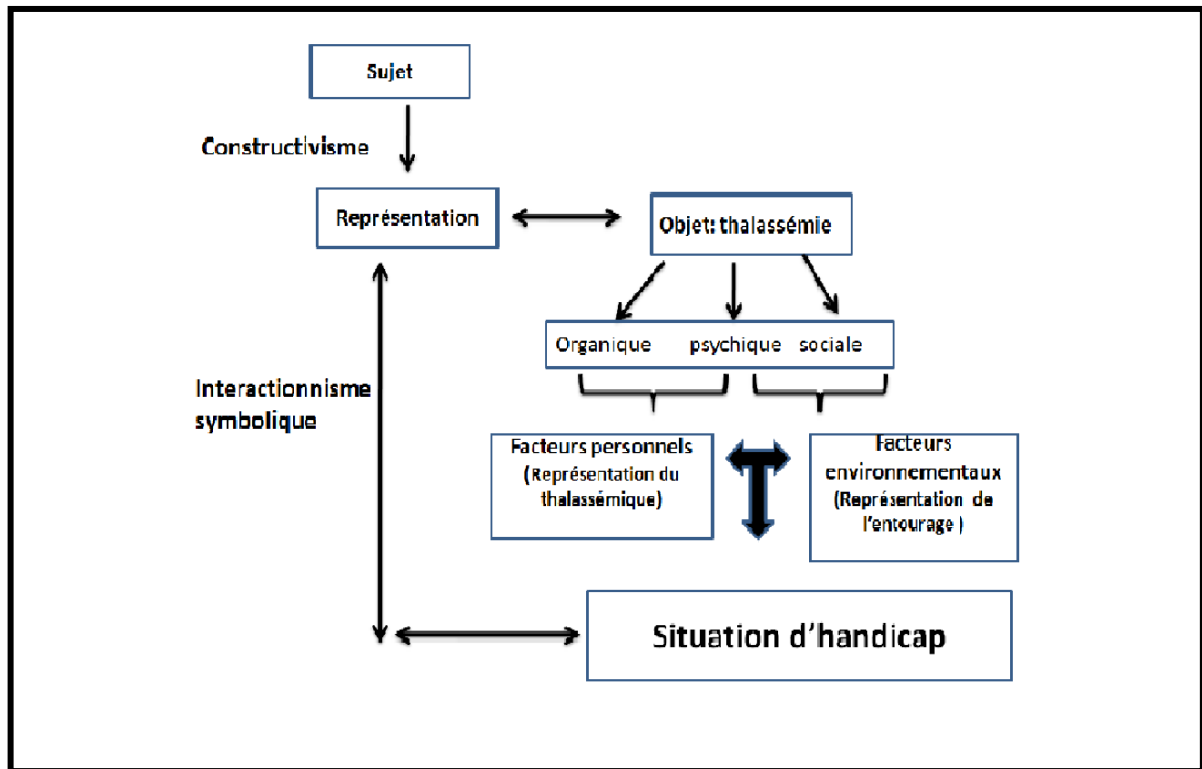 Sujet
Constructivisme
Représentation
Objet: thalassémie
Organique psychique sociale
Interactionnisme
symbolique
Facteurs personnels
(Représentation du
thalassémique)
Facteurs
environnementaux
(Représentation de
l'entourage )
Situation d'handicap